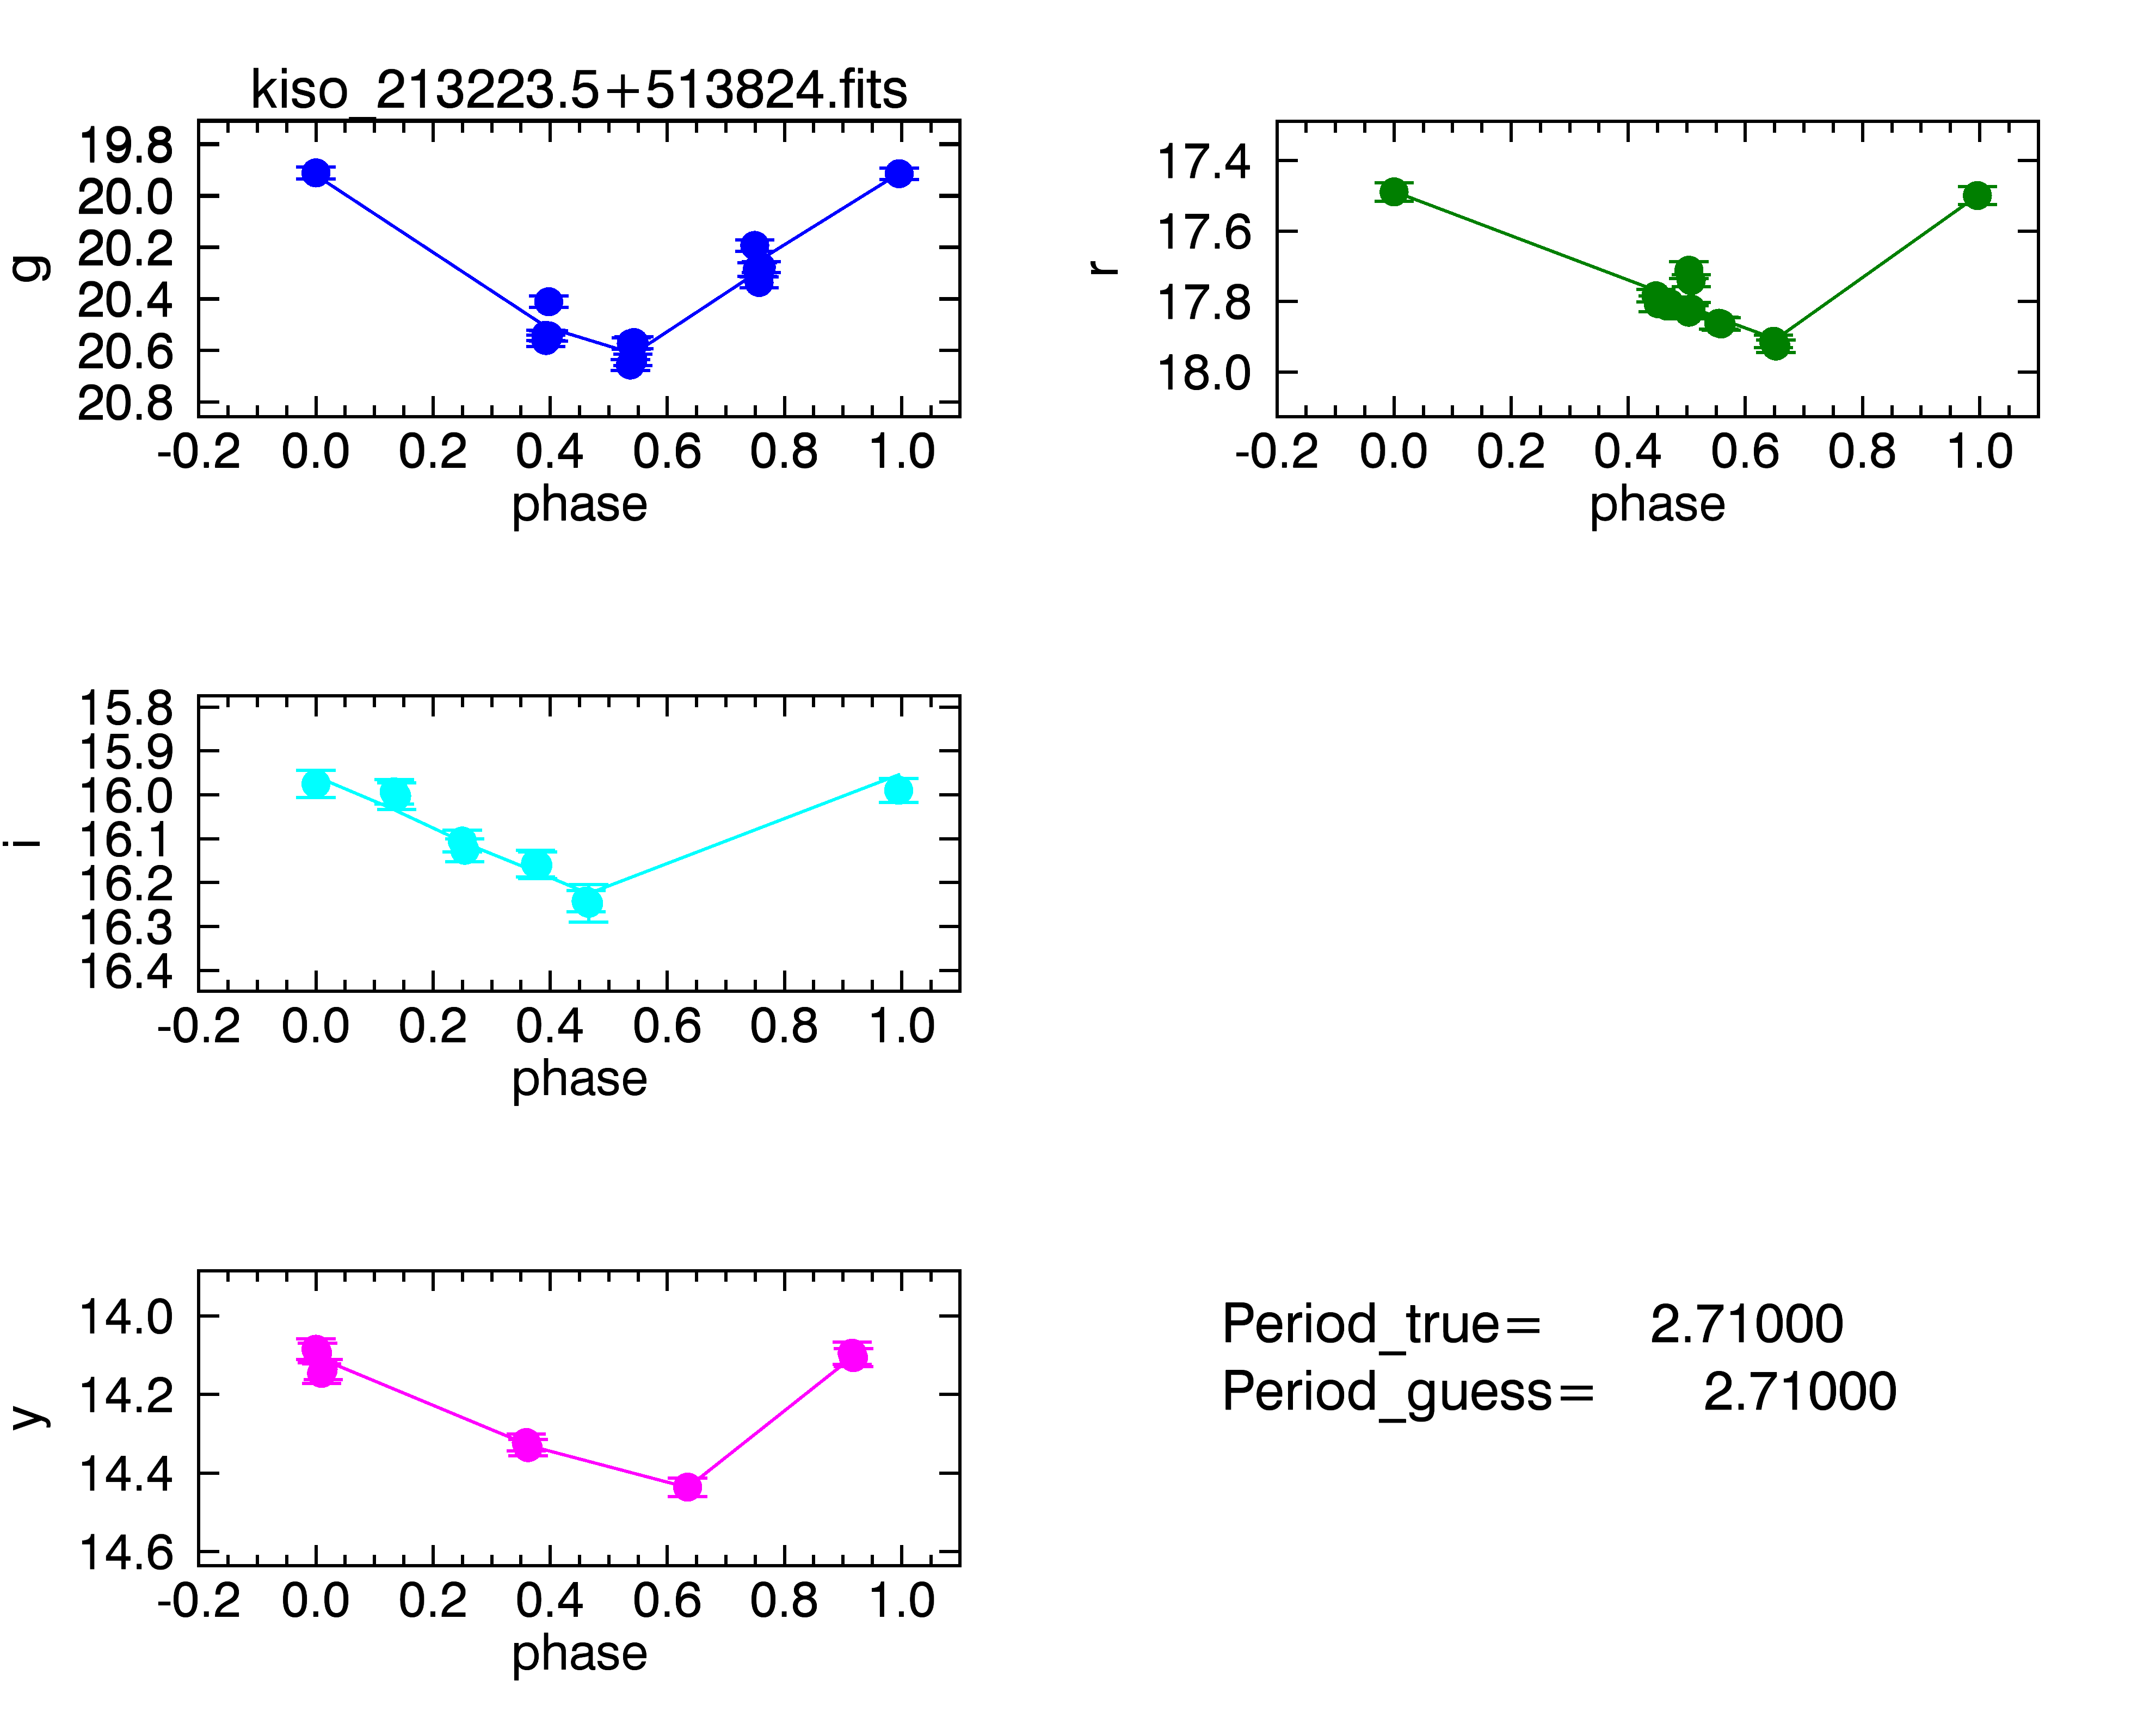 kiso_213223.5+513824.fits
g
19.8
20.0
20.2
20.4
20.6
20.8
-0.2 0.0 0.2 0.4 0.6 0.8 1.0
phase
r
17.4
17.6
17.8
18.0
-0.2 0.0 0.2 0.4 0.6 0.8 1.0
phase
i
15.8
15.9
16.0
16.1
16.2
16.3
16.4
-0.2 0.0 0.2 0.4 0.6 0.8 1.0
phase
y
14.0
14.2
14.4
14.6
-0.2 0.0 0.2 0.4 0.6 0.8 1.0
phase
Period_true= 2.71000
Period_guess= 2.71000